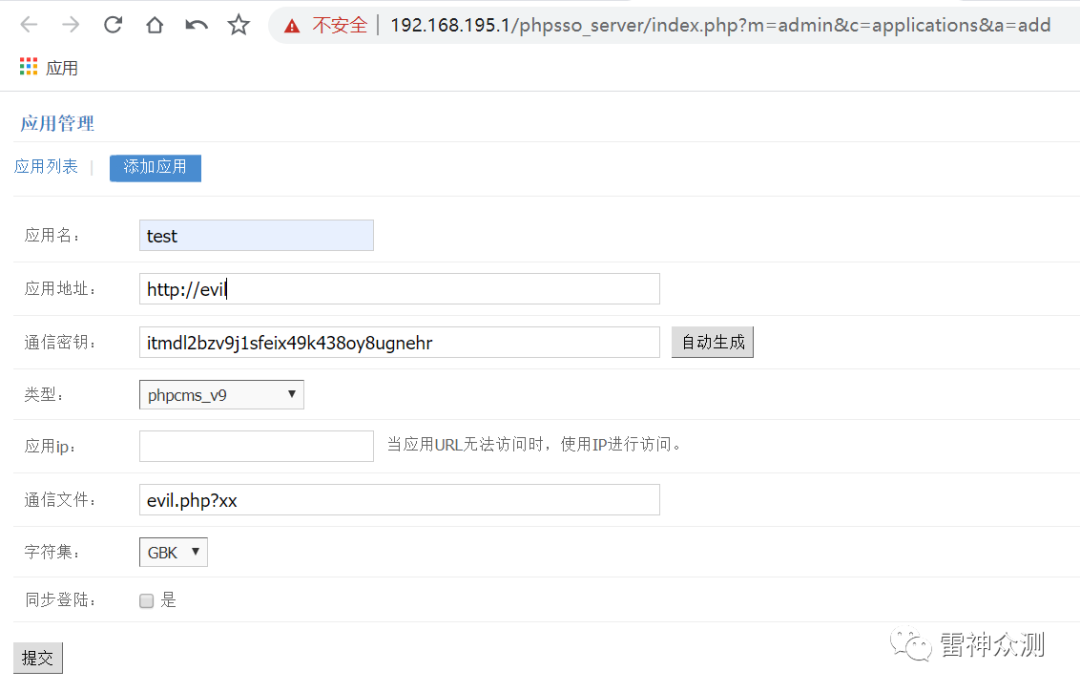 不安全 | 192.168.195.1/phpsso_server/index.php?m=admin&c=applications&a=add
应用
应用管理
应用列表 | 添加应用
应用名： test
应用地址： http://evil
通信密钥： itmdl2bzv9j1sfeix49k438oy8ugnehr 自动生成
类型： phpcms_v9
应用ip： 当应用URL无法访问时，使用IP进行访问。
通信文件： evil.php?xx
字符集： GBK
同步登陆： 是
提交
雷神众测